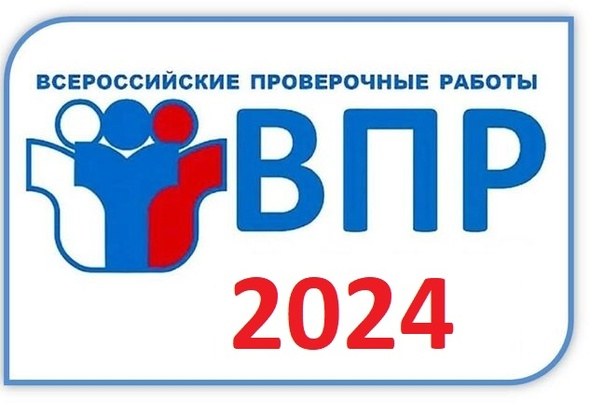 ВСЕРОССИЙСКИЕ ПРОВЕРОЧНЫЕ РАБОТЫ
ВПР
2024